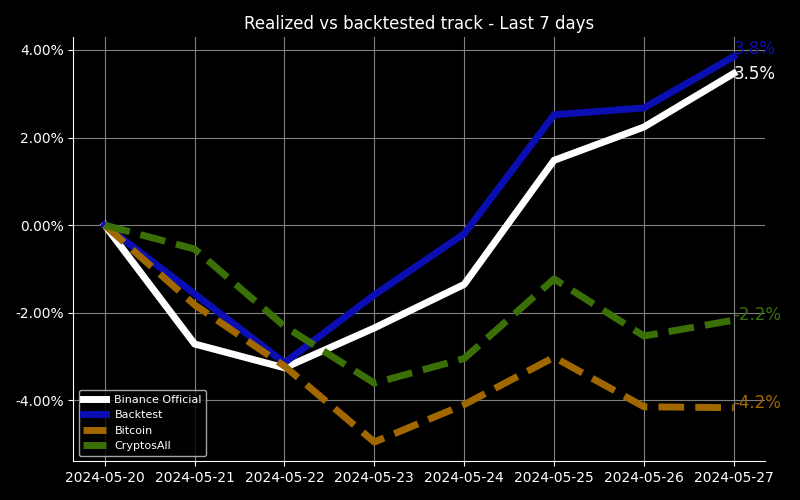 Realized vs backtested track - Last 7 days
4.00%
2.00%
0.00%
-2.00%
-4.00%
3.8%
3.5%
-2.2%
-4.2%
Binance Official
Backtest
Bitcoin
CryptosAll
2024-05-20 2024-05-21 2024-05-22 2024-05-23 2024-05-24 2024-05-25 2024-05-26 2024-05-27